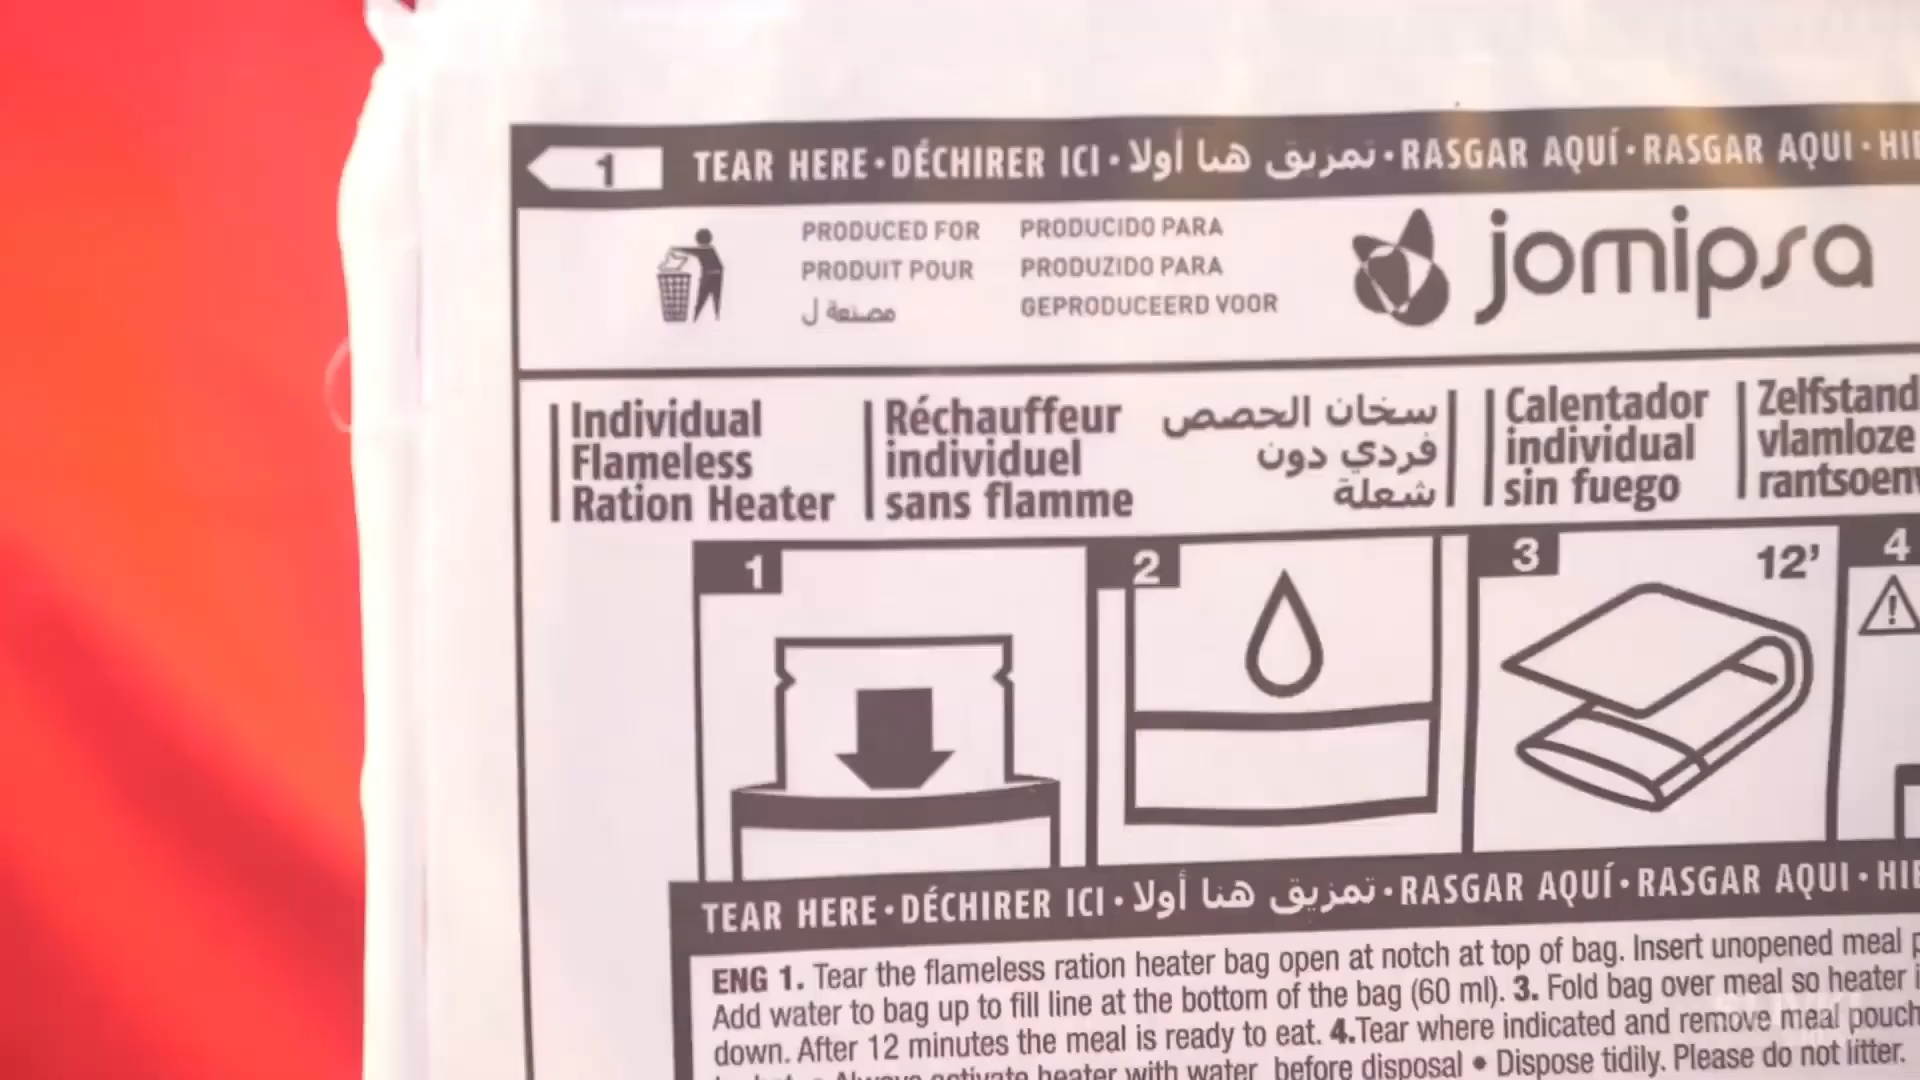 1 TEAR HERE • DÉCHIRER ICI • تمزيق هنا أولا • RASGAR AQUÍ • RASGAR AQUI •
PRODUCED FOR
PRODUIT POUR
مصنعة ل
PRODUCIDO PARA
PRODUZIDO PARA
GEPRODUCEERD VOOR
jomipsa
Individual
Flameless
Ration Heater
Réchauffeur
individuel
sans flamme
سخان الحصص
فردي دون
شعلة
Calentador
individual
sin fuego
vlamloze
1
2
3 12’
4
TEAR HERE • DÉCHIRER ICI • تمزيق هنا أولا • RASGAR AQUÍ • RASGAR AQUI •
ENG 1. Tear the flameless ration heater bag open at notch at top of bag. Insert unopened meal
Add water to bag up to fill line at the bottom of the bag (60 ml). 3. Fold bag over meal so heater
down. After 12 minutes the meal is ready to eat. 4.Tear where indicated and remove meal pouch
Always activate heater with water before disposal • Dispose tidily. Please do not litter.